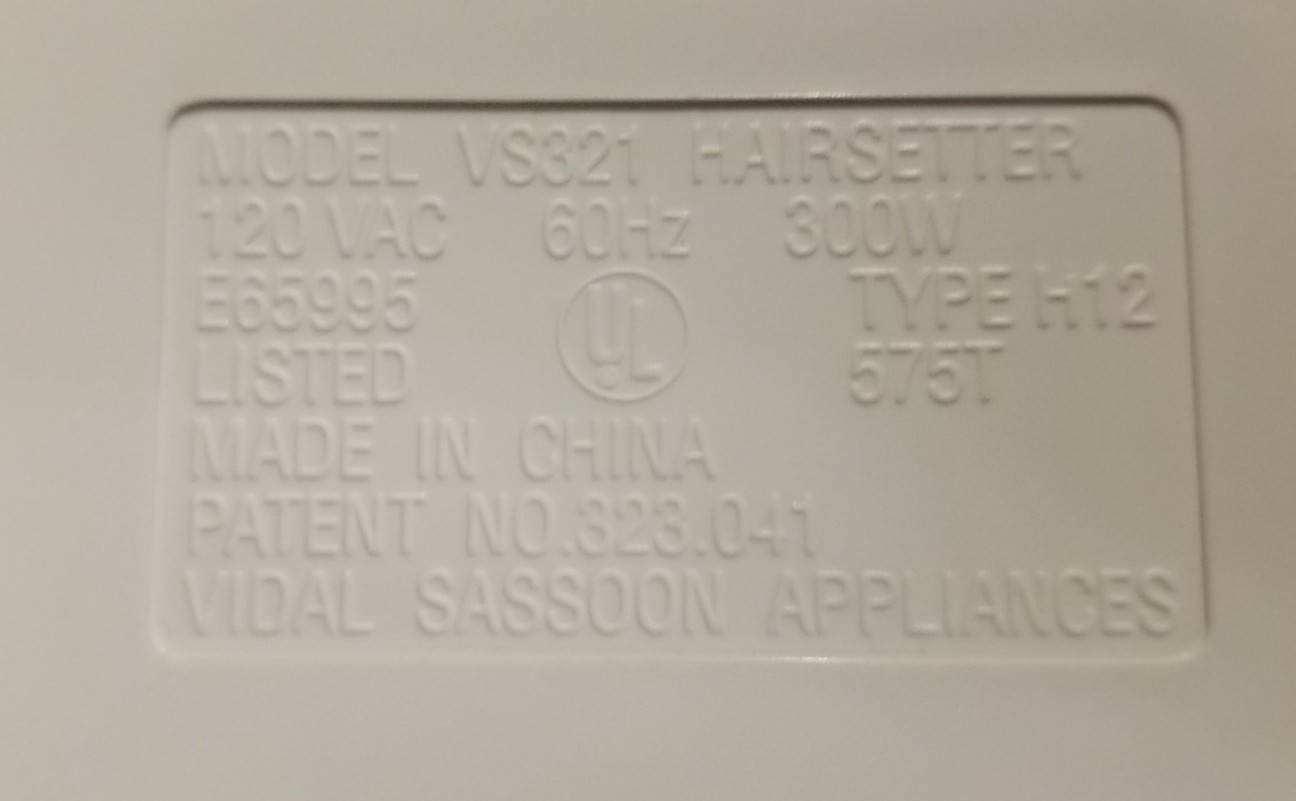 MODEL VS321 HAIRSETTER
120 VAC 60Hz 300W
E65995 UL TYPE H12
LISTED 575T
MADE IN CHINA
PATENT NO.323.041
VIDAL SASSOON APPLIANCES